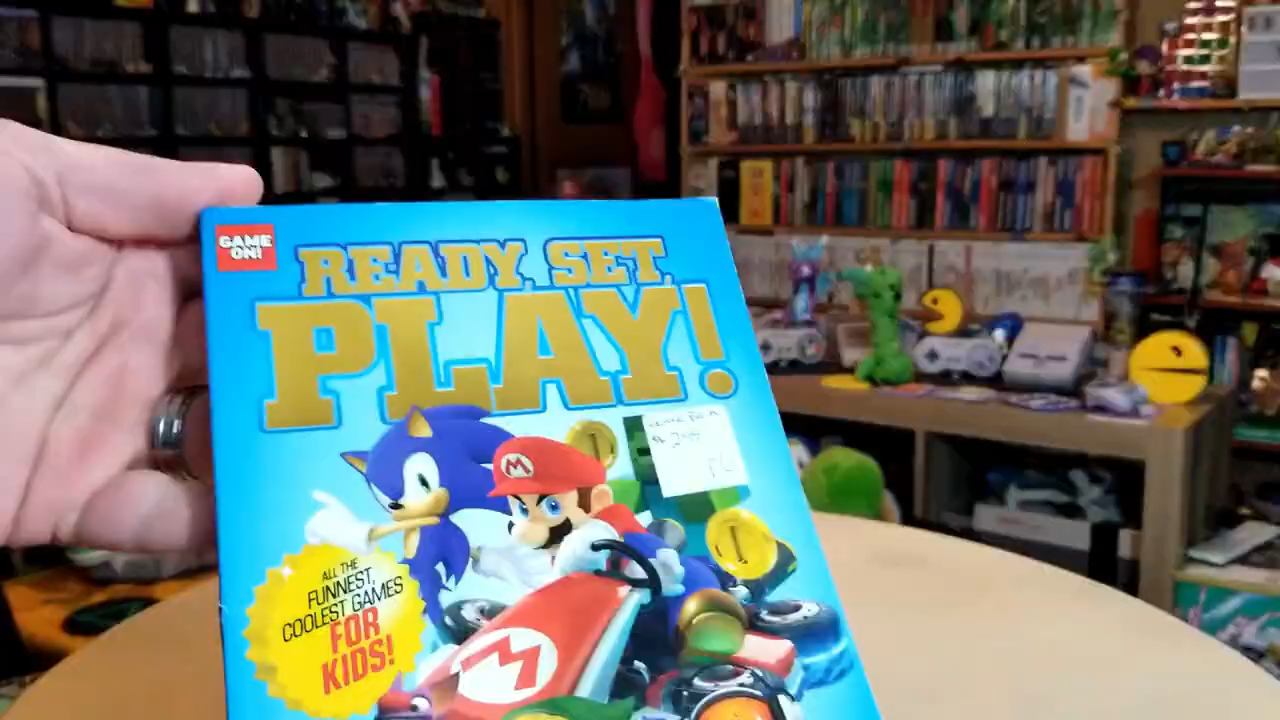 GAME
ON!
READY, SET,
PLAY!
M
ALL THE
FUNNEST,
COOLEST GAMES
FOR
KIDS!
M